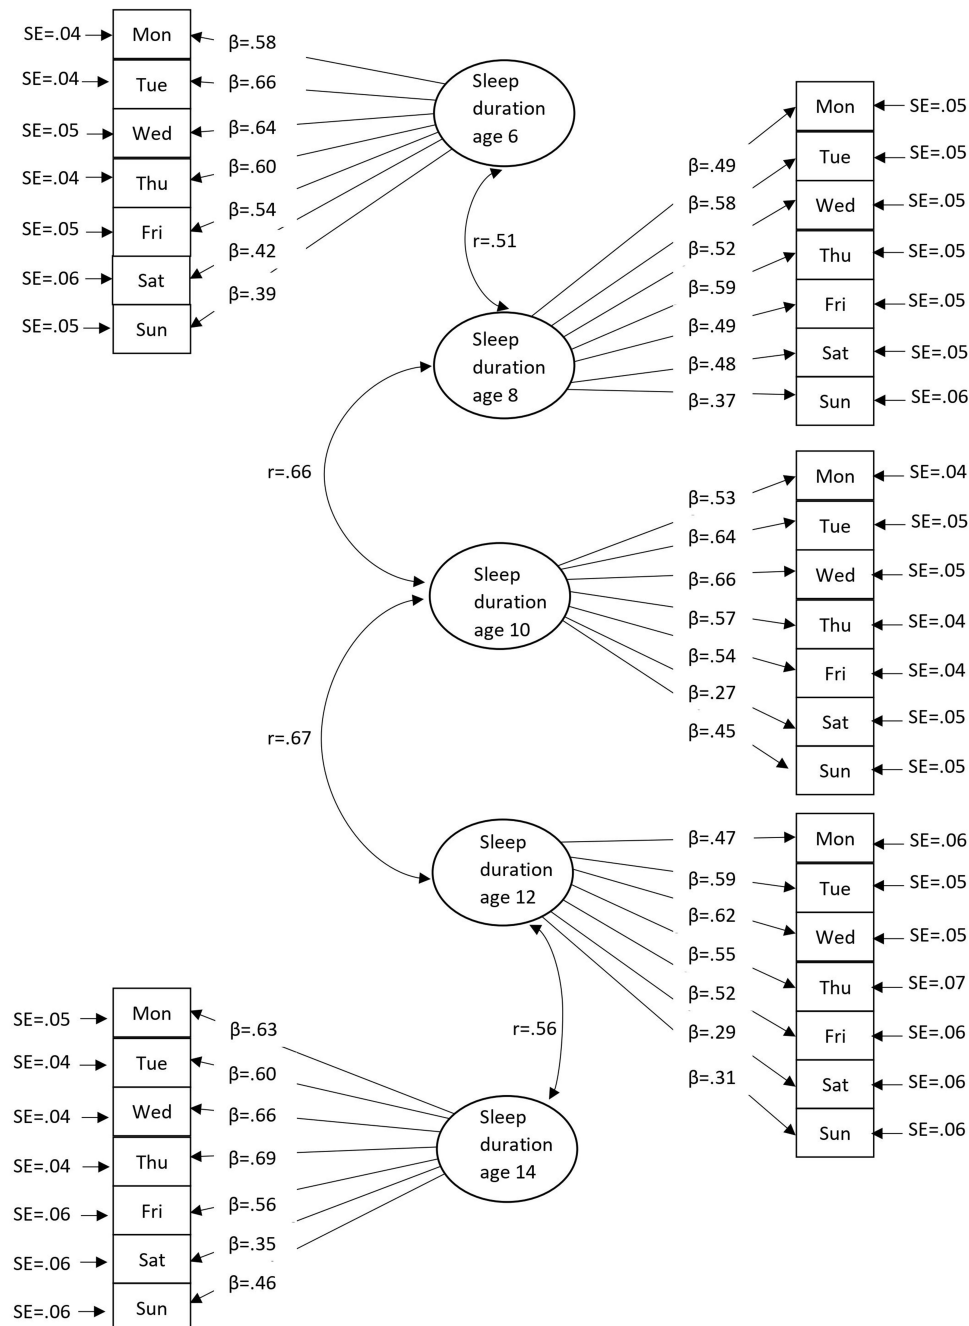 SE=.04 Mon β=.58
SE=.04 Tue β=.66
SE=.05 Wed β=.64
SE=.04 Thu β=.60
SE=.05 Fri β=.54
SE=.06 Sat β=.42
SE=.05 Sun β=.39
Sleep
duration
age 6
r=.51
Sleep
duration
age 8
β=.49 Mon SE=.05
β=.58 Tue SE=.05
β=.52 Wed SE=.05
β=.59 Thu SE=.05
β=.49 Fri SE=.05
β=.48 Sat SE=.05
β=.37 Sun SE=.06
r=.66
Sleep
duration
age 10
β=.53 Mon SE=.04
β=.64 Tue SE=.05
β=.66 Wed SE=.05
β=.57 Thu SE=.04
β=.54 Fri SE=.04
β=.27 Sat SE=.05
β=.45 Sun SE=.05
r=.67
Sleep
duration
age 12
β=.47 Mon SE=.06
β=.59 Tue SE=.05
β=.62 Wed SE=.05
β=.55 Thu SE=.07
β=.52 Fri SE=.06
β=.29 Sat SE=.06
β=.31 Sun SE=.06
r=.56
Sleep
duration
age 14
SE=.05 Mon β=.63
SE=.04 Tue β=.60
SE=.04 Wed β=.66
SE=.04 Thu β=.69
SE=.06 Fri β=.56
SE=.06 Sat β=.35
SE=.06 Sun β=.46